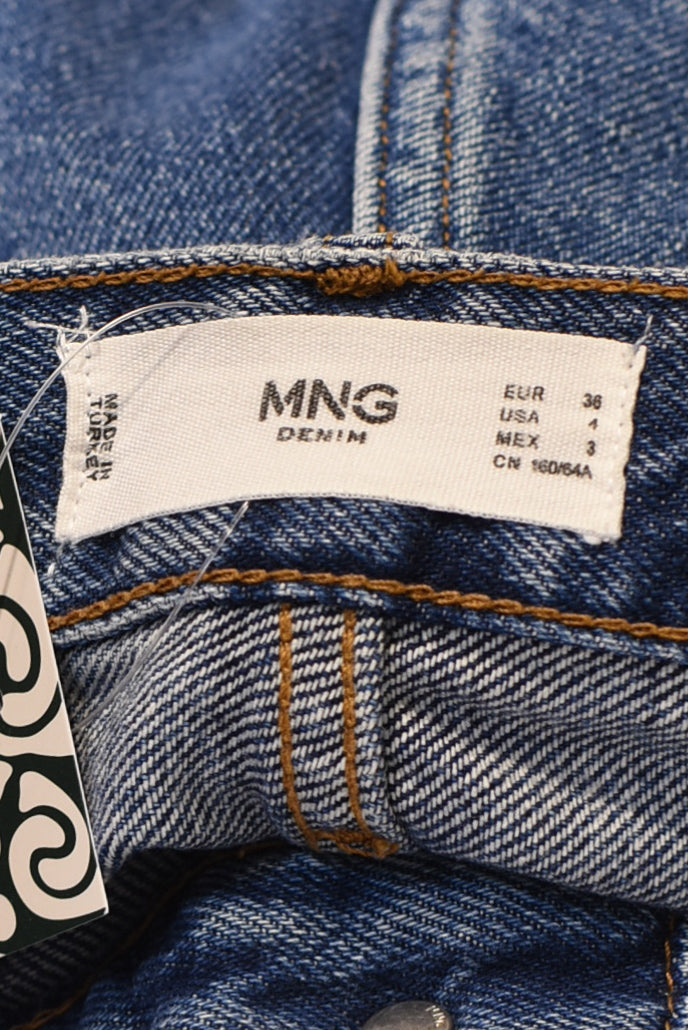 MADE IN
TURKEY
MNG
DENIM
EUR 36
USA 4
MEX 3
CN 160/64A